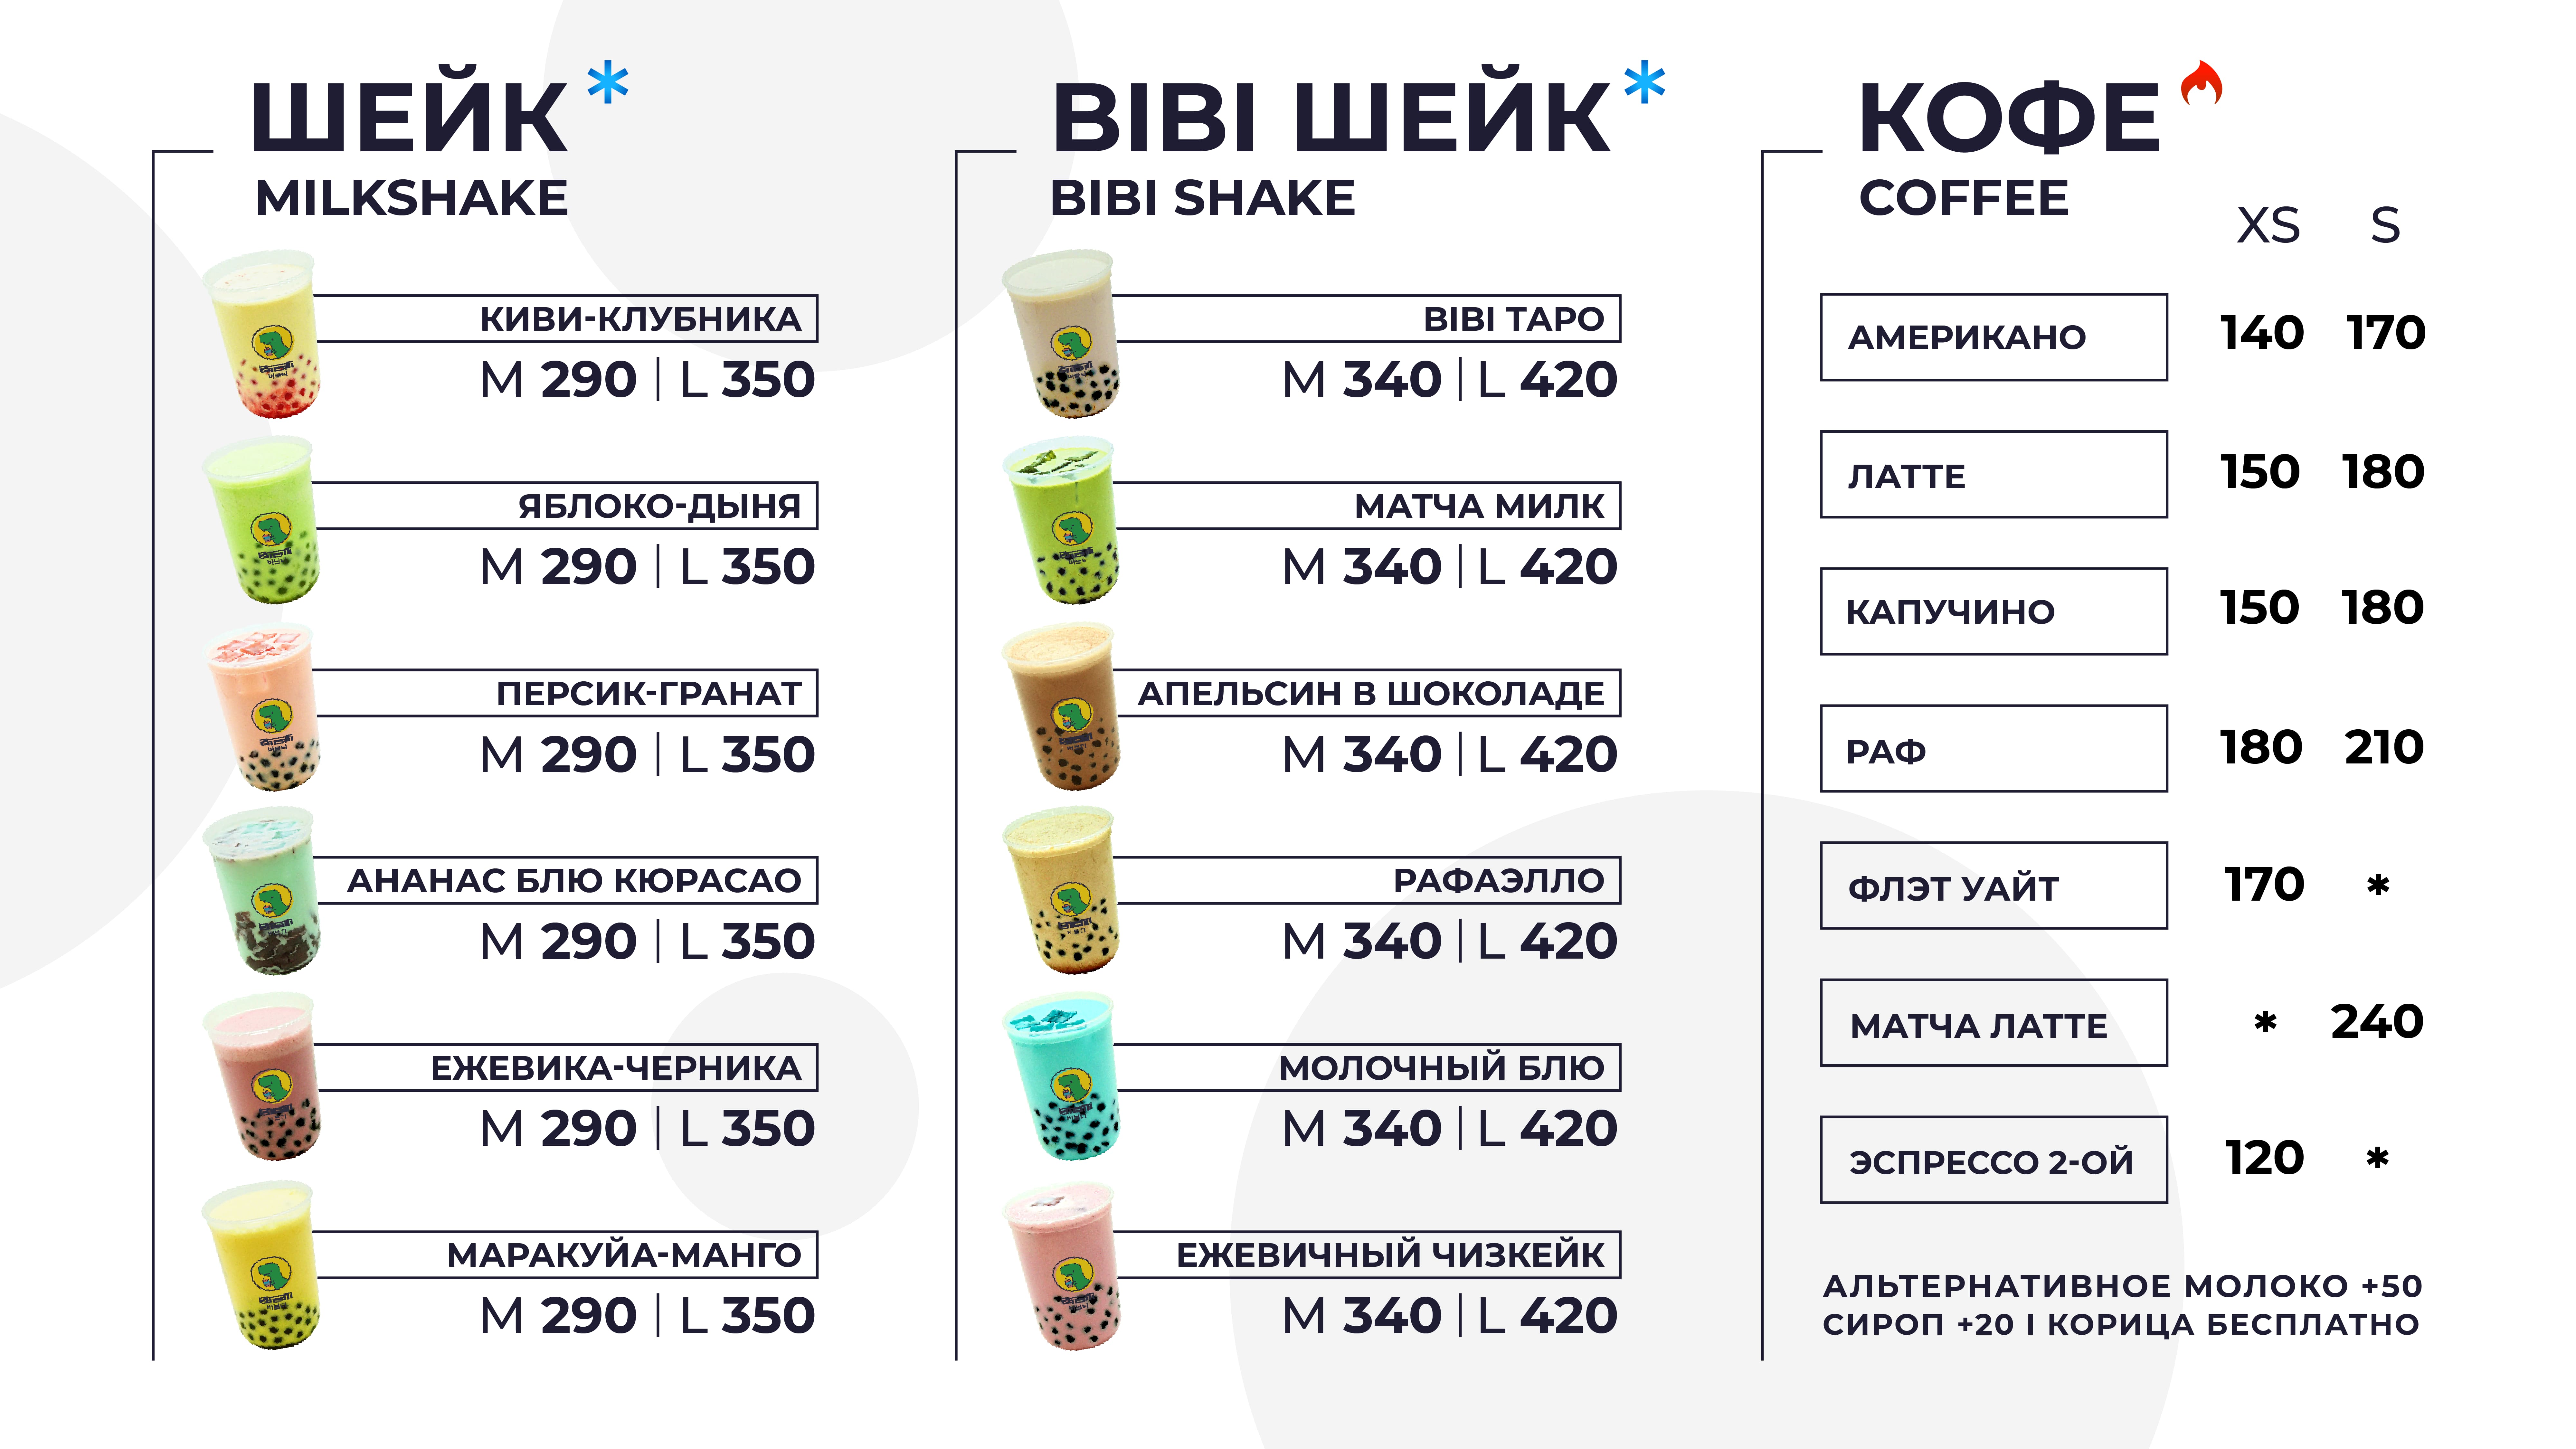 ШЕЙК*
MILKSHAKE
КИВИ-КЛУБНИКА
M 290 | L 350
ЯБЛОКО-ДЫНЯ
M 290 | L 350
ПЕРСИК-ГРАНАТ
M 290 | L 350
АНАНАС БЛЮ КЮРАСАО
M 290 | L 350
ЕЖЕВИКА-ЧЕРНИКА
M 290 | L 350
МАРАКУЙА-МАНГО
M 290 | L 350
BIBI ШЕЙК*
BIBI SHAKE
BIBI ТАРО
M 340 | L 420
МАТЧА МИЛК
M 340 | L 420
АПЕЛЬСИН В ШОКОЛАДЕ
M 340 | L 420
РАФАЭЛЛО
M 340 | L 420
МОЛОЧНЫЙ БЛЮ
M 340 | L 420
ЕЖЕВИЧНЫЙ ЧИЗКЕЙК
M 340 | L 420
КОФЕ
COFFEE
XS S
АМЕРИКАНО 140 170
ЛАТТЕ 150 180
КАПУЧИНО 150 180
РАФ 180 210
ФЛЭТ УАЙТ 170 *
МАТЧА ЛАТТЕ * 240
ЭСПРЕССО 2-ОЙ 120 *
АЛЬТЕРНАТИВНОЕ МОЛОКО +50
СИРОП +20 I КОРИЦА БЕСПЛАТНО